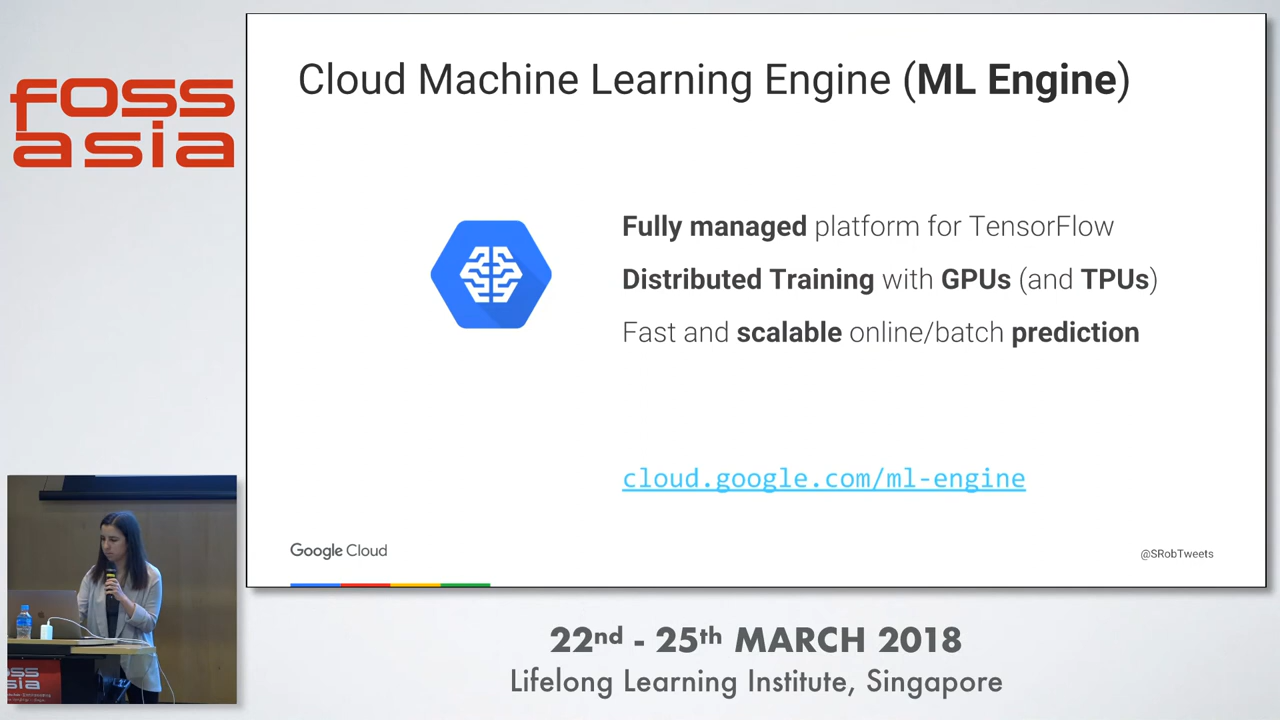 FOSS
asia
Cloud Machine Learning Engine (ML Engine)
Fully managed platform for TensorFlow
Distributed Training with GPUs (and TPUs)
Fast and scalable online/batch prediction
cloud.google.com/ml-engine
Google Cloud
@SRobTweets
22nd - 25th MARCH 2018
Lifelong Learning Institute, Singapore